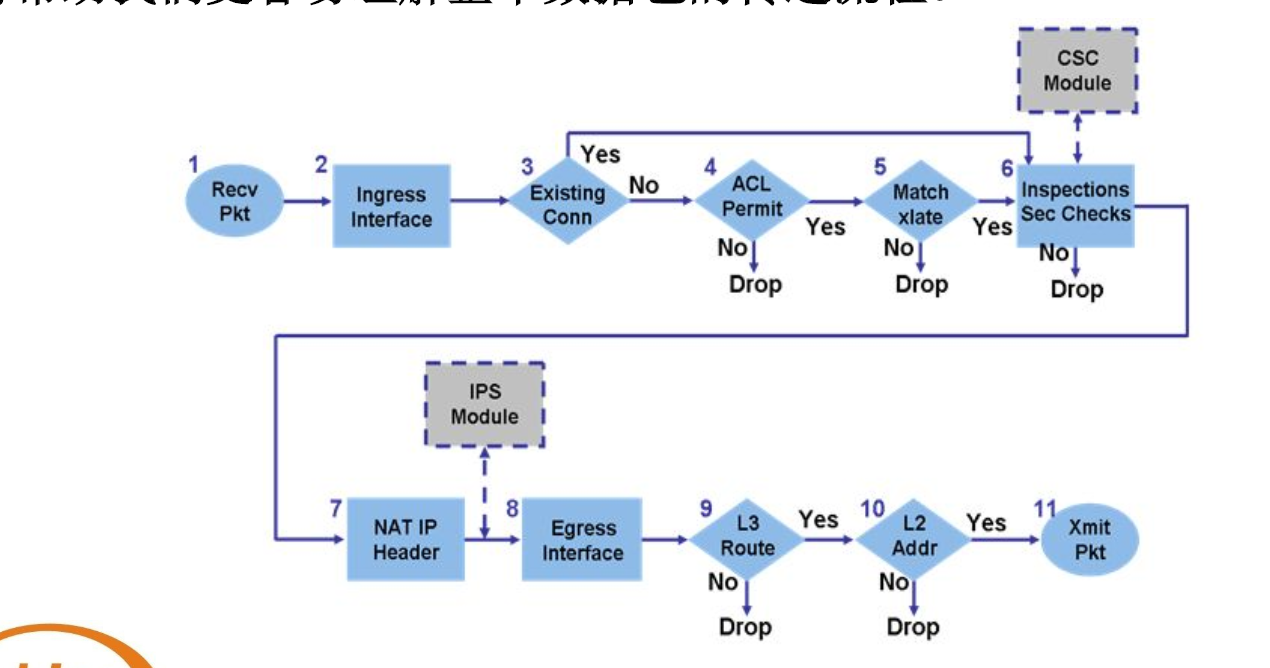 CSC
Module
1
Recv
Pkt
2
Ingress
Interface
3
Existing
Conn
Yes
No
4
ACL
Permit
Yes
No
Drop
5
Match
xlate
Yes
No
Drop
6
Inspections
Sec Checks
No
Drop
IPS
Module
7
NAT IP
Header
8
Egress
Interface
9
L3
Route
Yes
No
Drop
10
L2
Addr
Yes
No
Drop
11
Xmit
Pkt